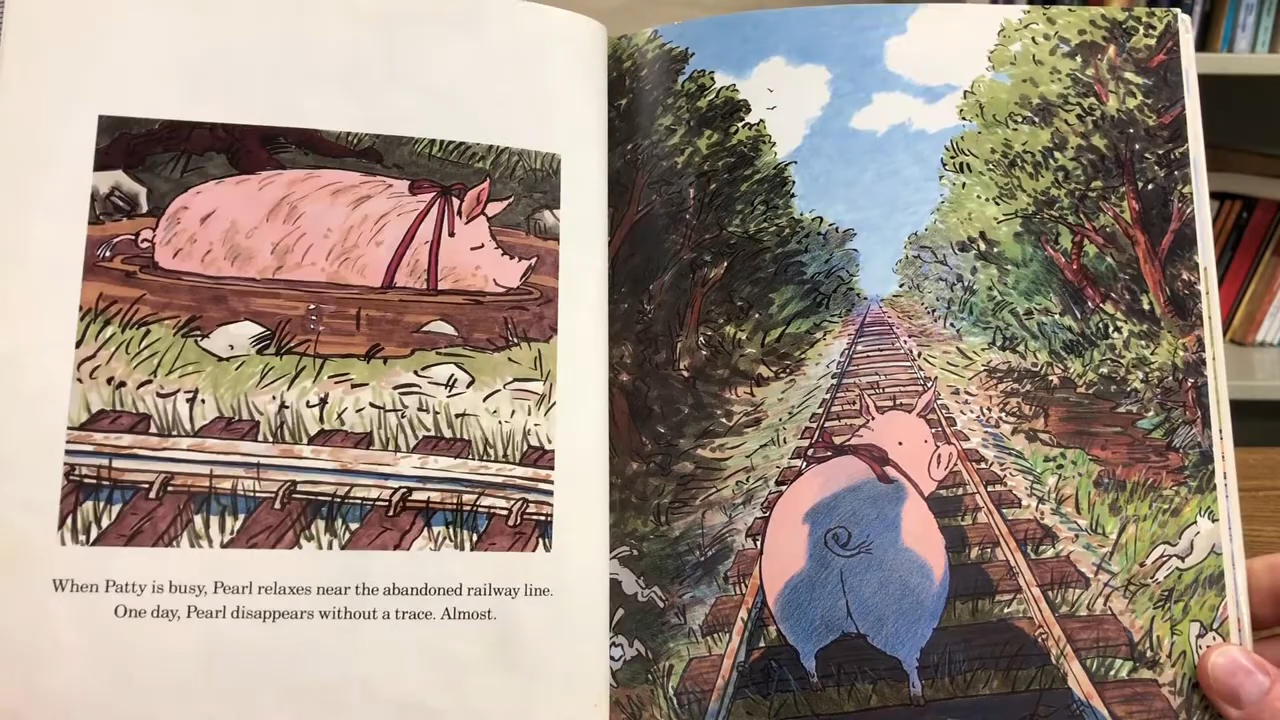 When Patty is busy, Pearl relaxes near the abandoned railway line.
One day, Pearl disappears without a trace. Almost.